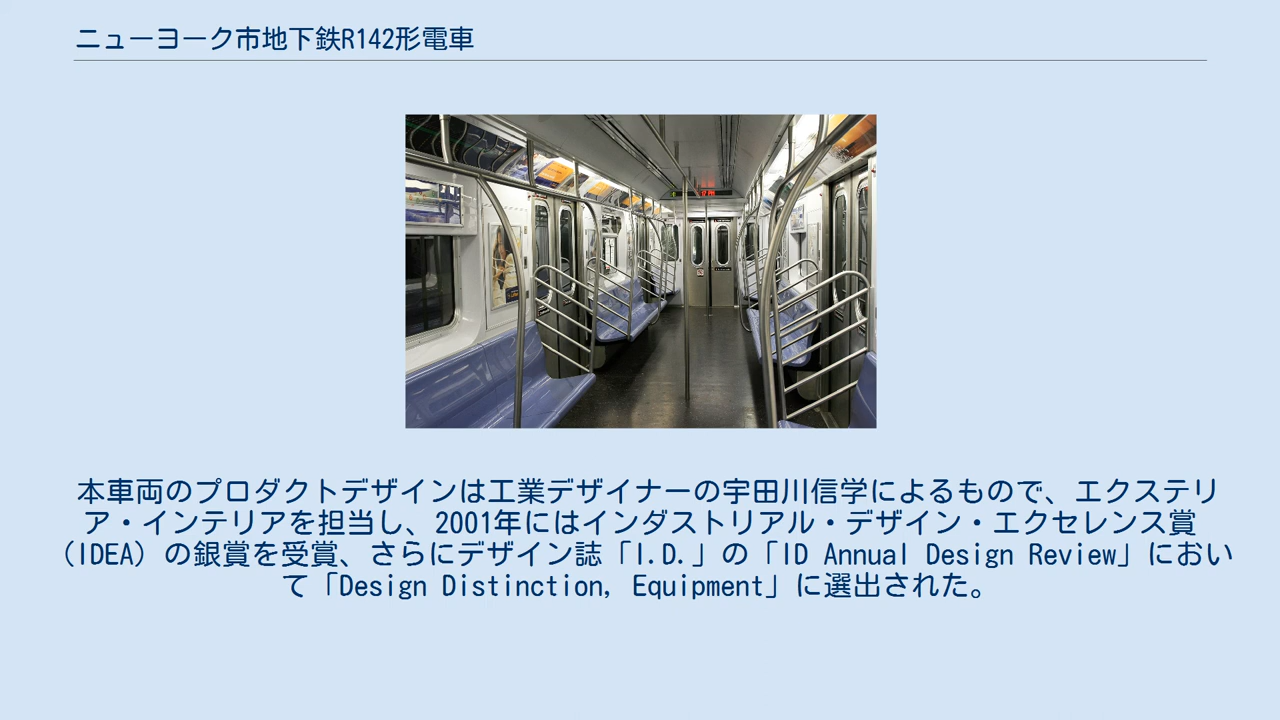 ニューヨーク市地下鉄R142形電車
本車両のプロダクトデザインは工業デザイナーの宇田川信学によるもので、エクステリ
ア・インテリアを担当し、2001年にはインダストリアル・デザイン・エクセレンス賞
（IDEA）の銀賞を受賞、さらにデザイン誌「I.D.」の「ID Annual Design Review」におい
て「Design Distinction, Equipment」に選出された。